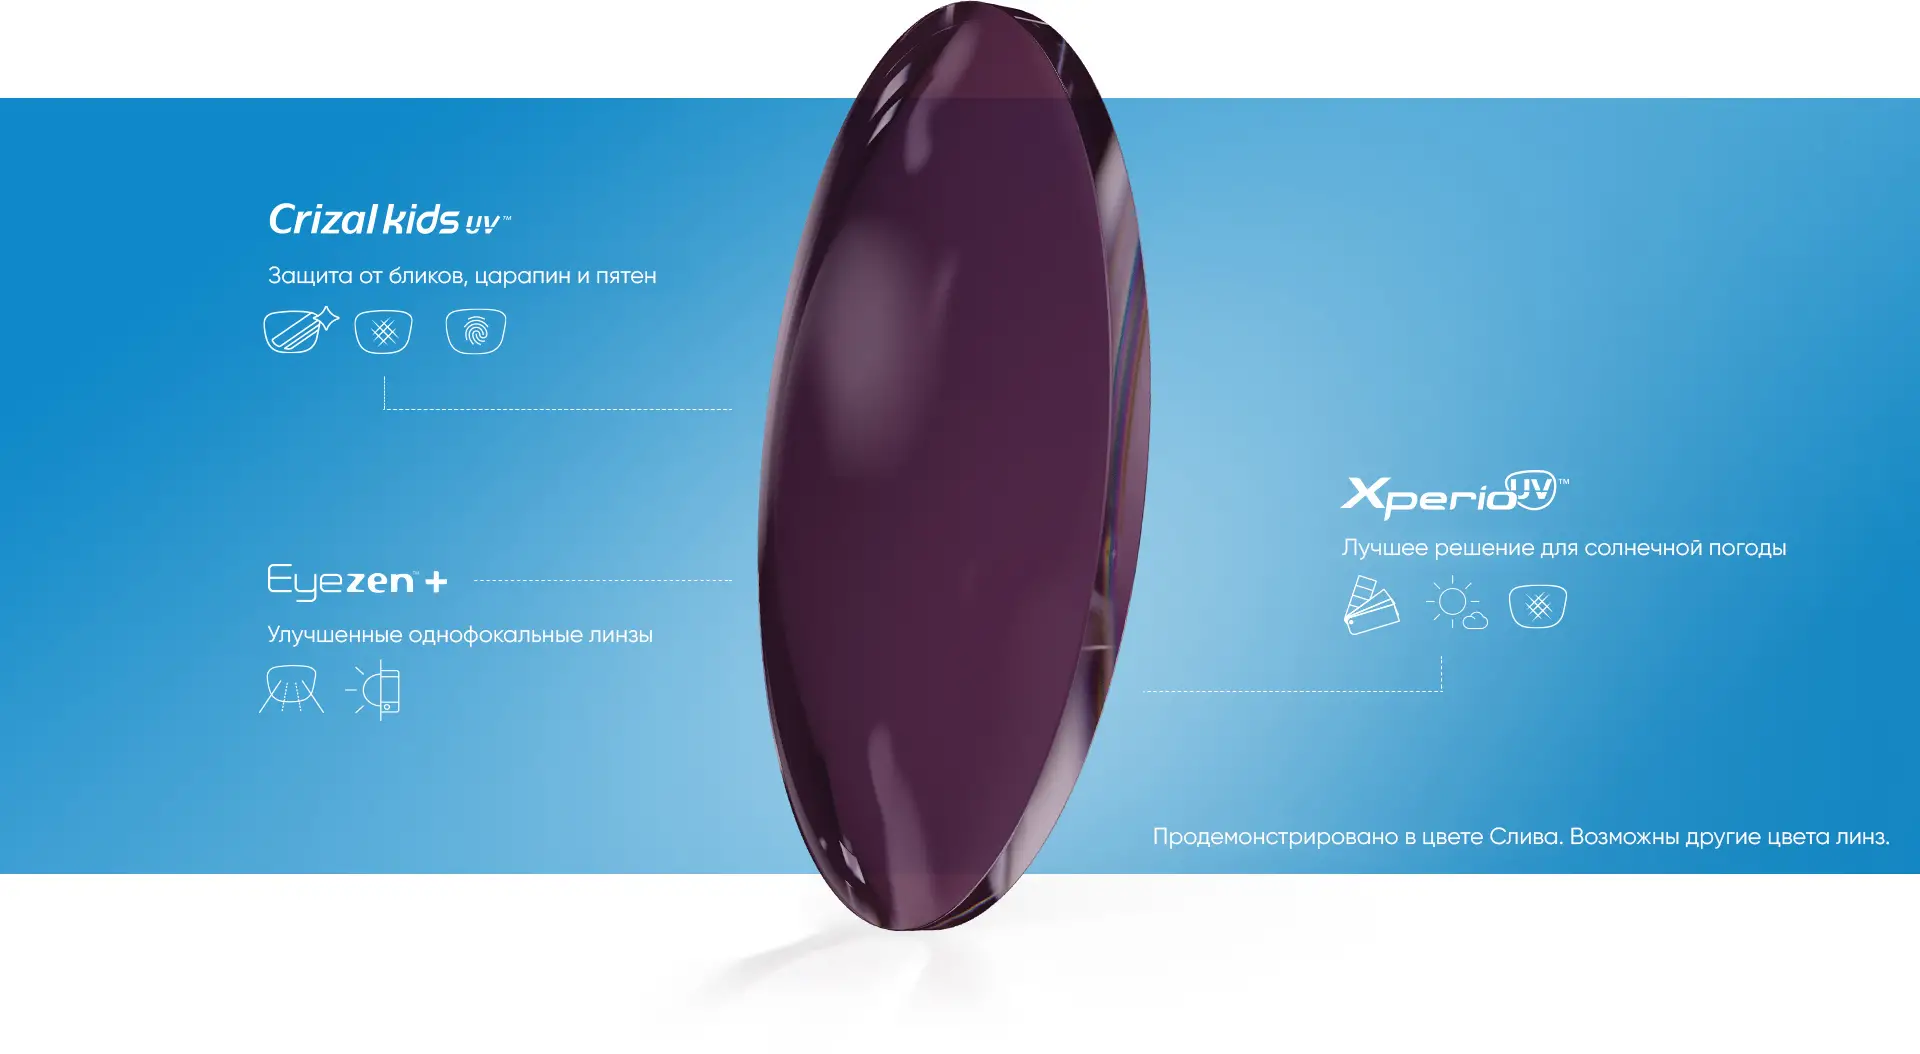 Crizal kids UV™
Защита от бликов, царапин и пятен
Eyezen™ +
Улучшенные однофокальные линзы
Xperio UV™
Лучшее решение для солнечной погоды
Продемонстрировано в цвете Слива. Возможны другие цвета линз.